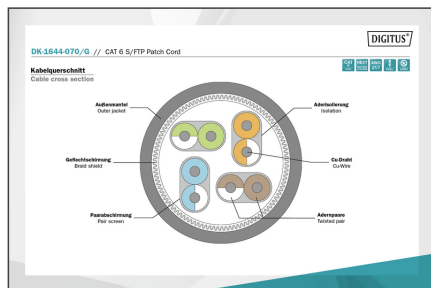 DIGITUS®
DK-1644-070/G // CAT 6 S/FTP Patch Cord
Kabelquerschnitt
Cable cross section
Außenmantel
Outer jacket
Aderisolierung
Isolation
Geflechtschirmung
Braid shield
Cu-Draht
Cu-Wire
Paarabschirmung
Pair screen
Adernpaare
Twisted pair